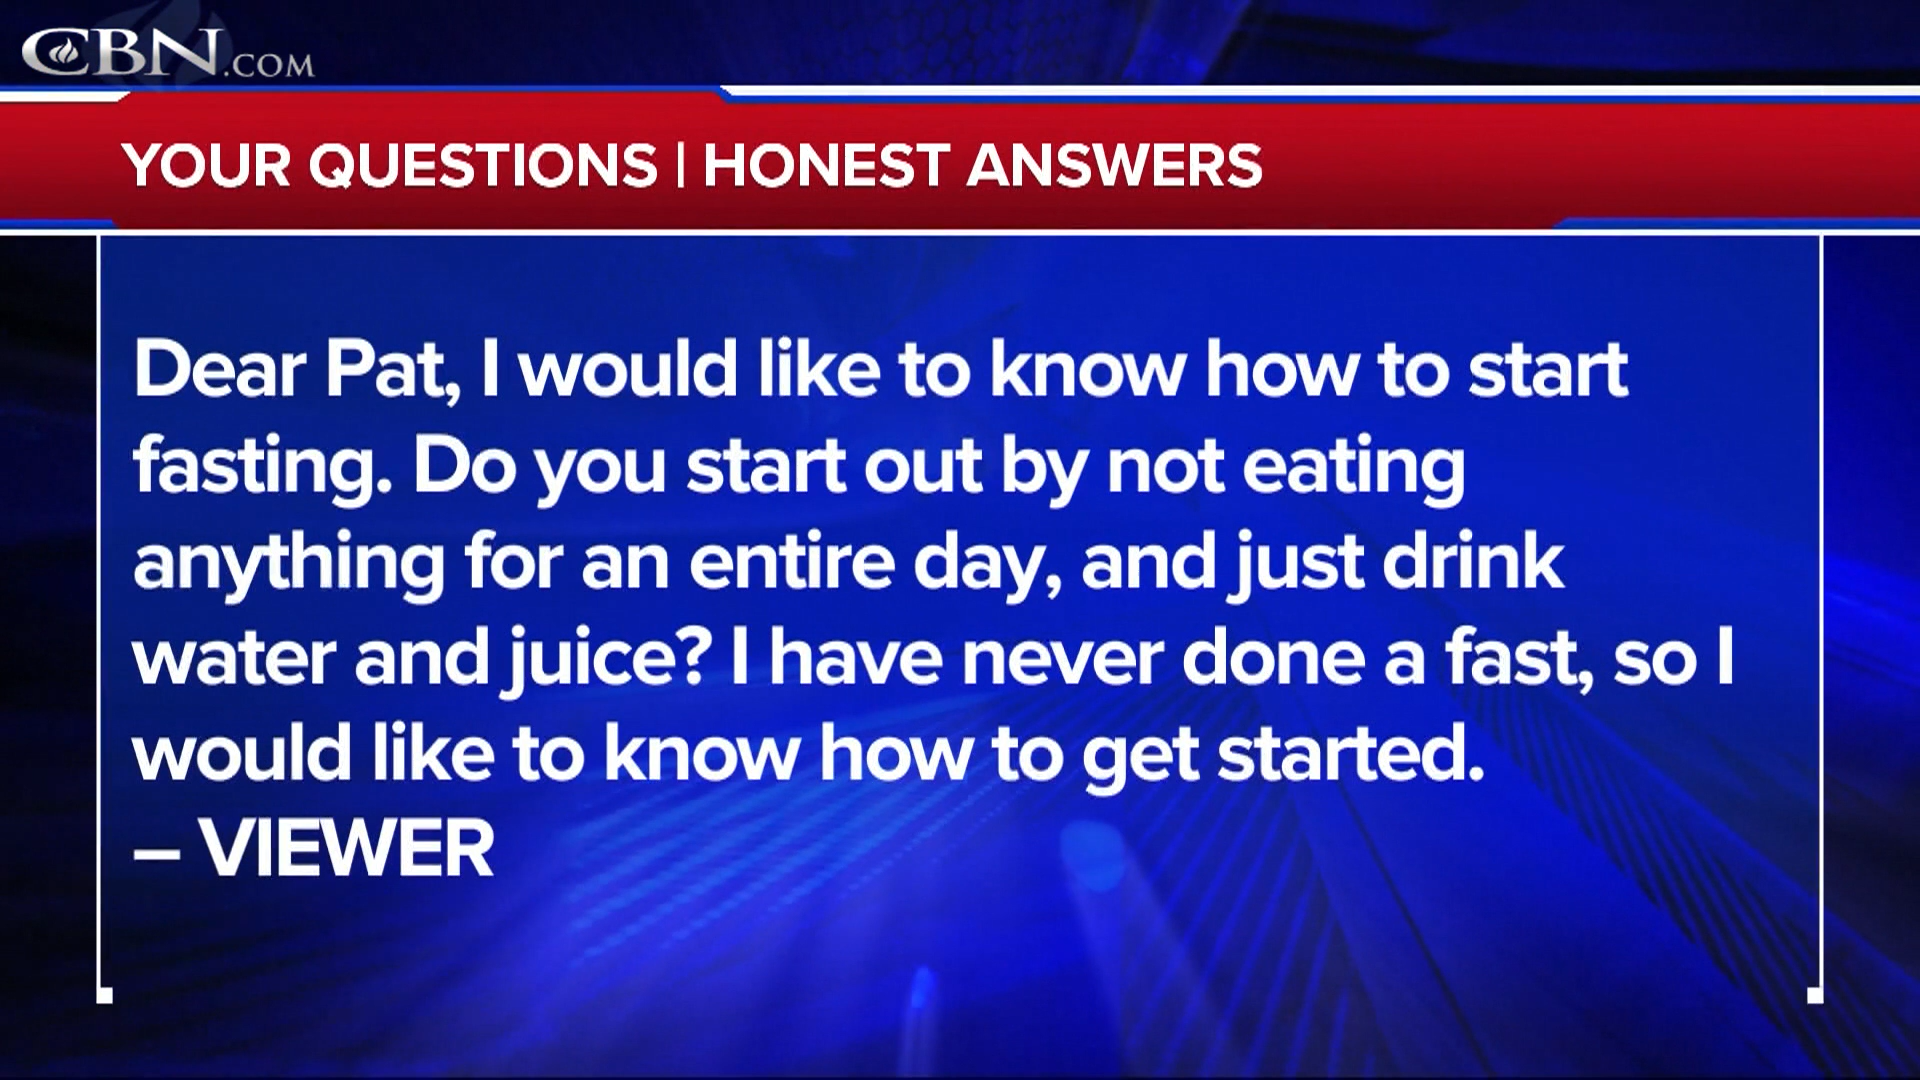 CBN.COM
YOUR QUESTIONS | HONEST ANSWERS
Dear Pat, I would like to know how to start
fasting. Do you start out by not eating
anything for an entire day, and just drink
water and juice? I have never done a fast, so I
would like to know how to get started.
– VIEWER